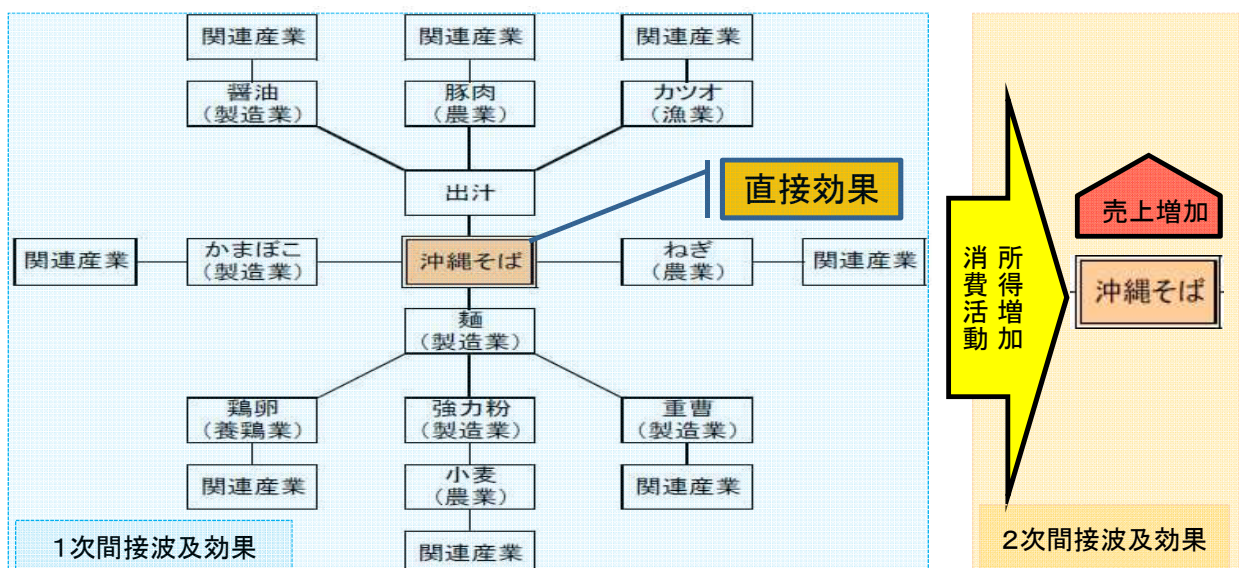 関連産業
関連産業
関連産業
醤油
(製造業)
豚肉
(農業)
カツオ
(漁業)
出汁
直接効果
関連産業
かまぼこ
(製造業)
沖縄そば
ねぎ
(農業)
関連産業
麺
(製造業)
鶏卵
(養鶏業)
強力粉
(製造業)
重曹
(製造業)
関連産業
小麦
(農業)
関連産業
関連産業
1次間接波及効果
所得増加
消費活動
売上増加
沖縄そば
2次間接波及効果